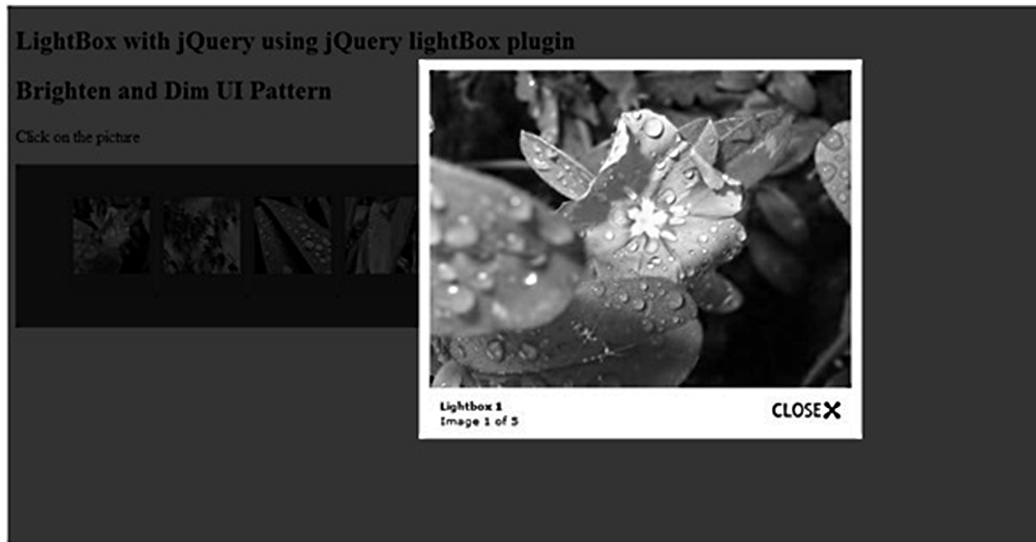 LightBox with jQuery using jQuery lightBox plugin
Brighten and Dim UI Pattern
Click on the picture
Lightbox 1
Image 1 of 5
CLOSE X